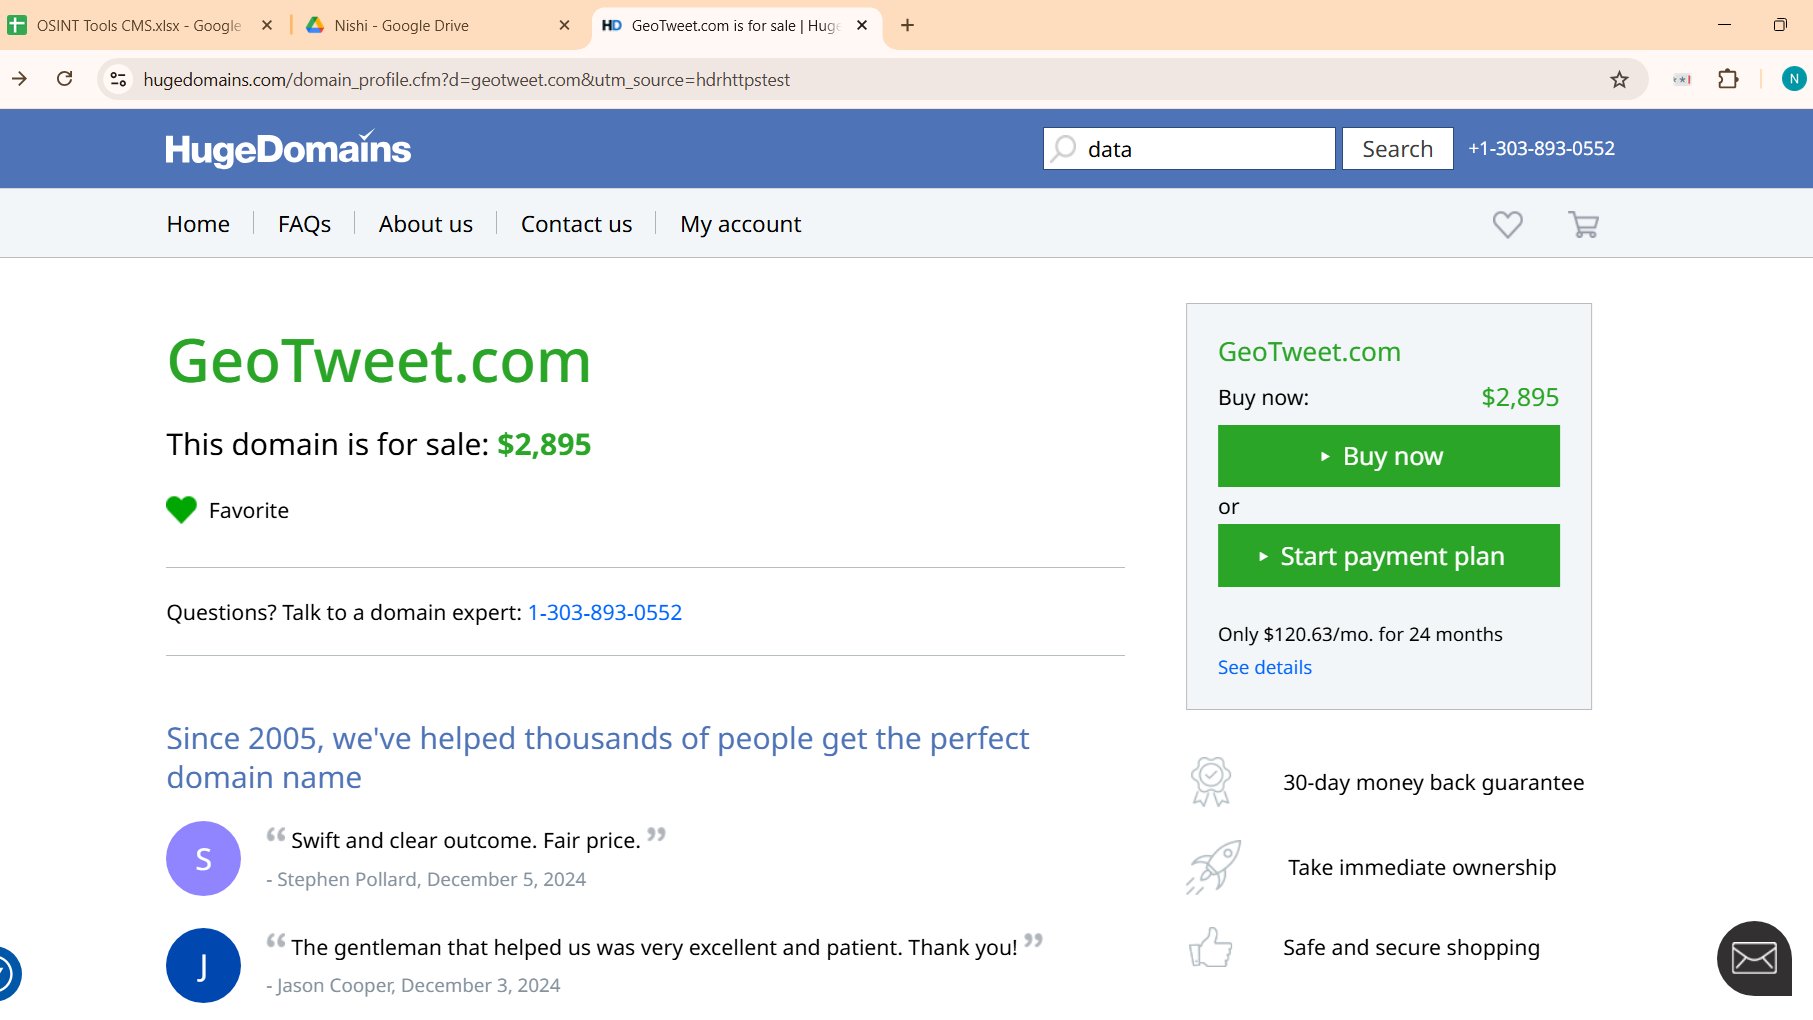 OSINT Tools CMS.xlsx - Google
Nishi - Google Drive
HD GeoTweet.com is for sale | Huge
hugedomains.com/domain_profile.cfm?d=geotweet.com&utm_source=hdrhttpstest
N
HugeDomains
data
Search
+1-303-893-0552
Home
FAQs
About us
Contact us
My account
GeoTweet.com
This domain is for sale: $2,895
Favorite
Questions? Talk to a domain expert: 1-303-893-0552
Since 2005, we've helped thousands of people get the perfect
domain name
S
“ Swift and clear outcome. Fair price. ”
- Stephen Pollard, December 5, 2024
J
“ The gentleman that helped us was very excellent and patient. Thank you! ”
- Jason Cooper, December 3, 2024
GeoTweet.com
Buy now: $2,895
Buy now
or
Start payment plan
Only $120.63/mo. for 24 months
See details
30-day money back guarantee
Take immediate ownership
Safe and secure shopping